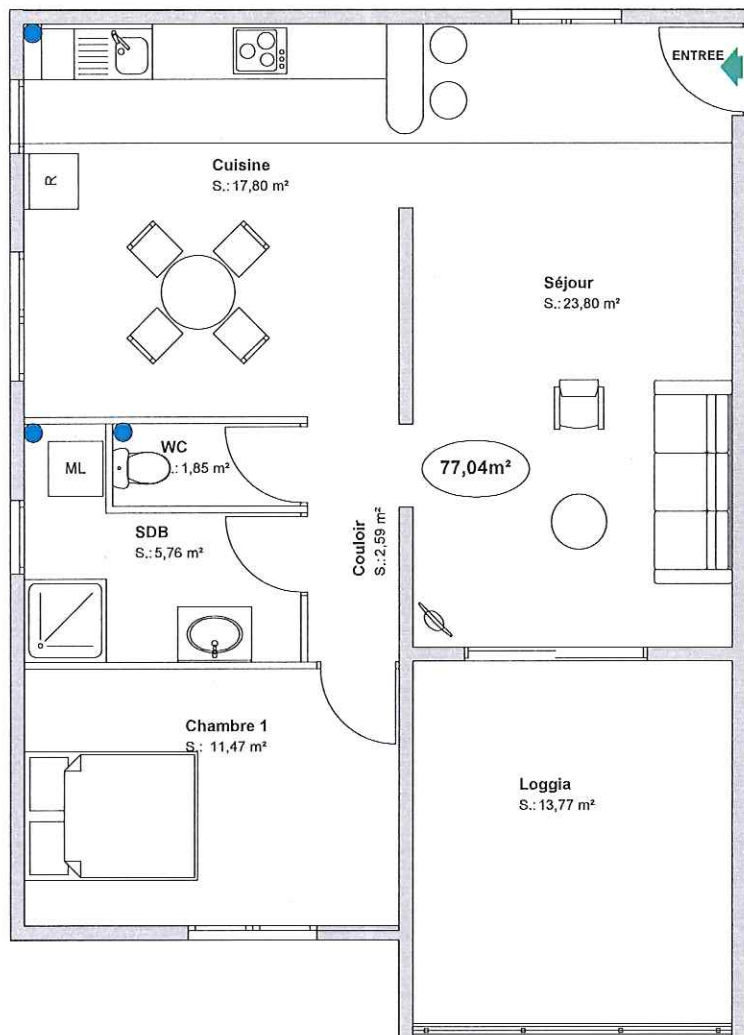 ENTREE
Cuisine
S.: 17,80 m²
R
Séjour
S.: 23,80 m²
WC
.: 1,85 m²
ML
77,04m²
SDB
S.: 5,76 m²
Couloir
S.: 2,59 m²
Chambre 1
S.: 11,47 m²
Loggia
S.: 13,77 m²